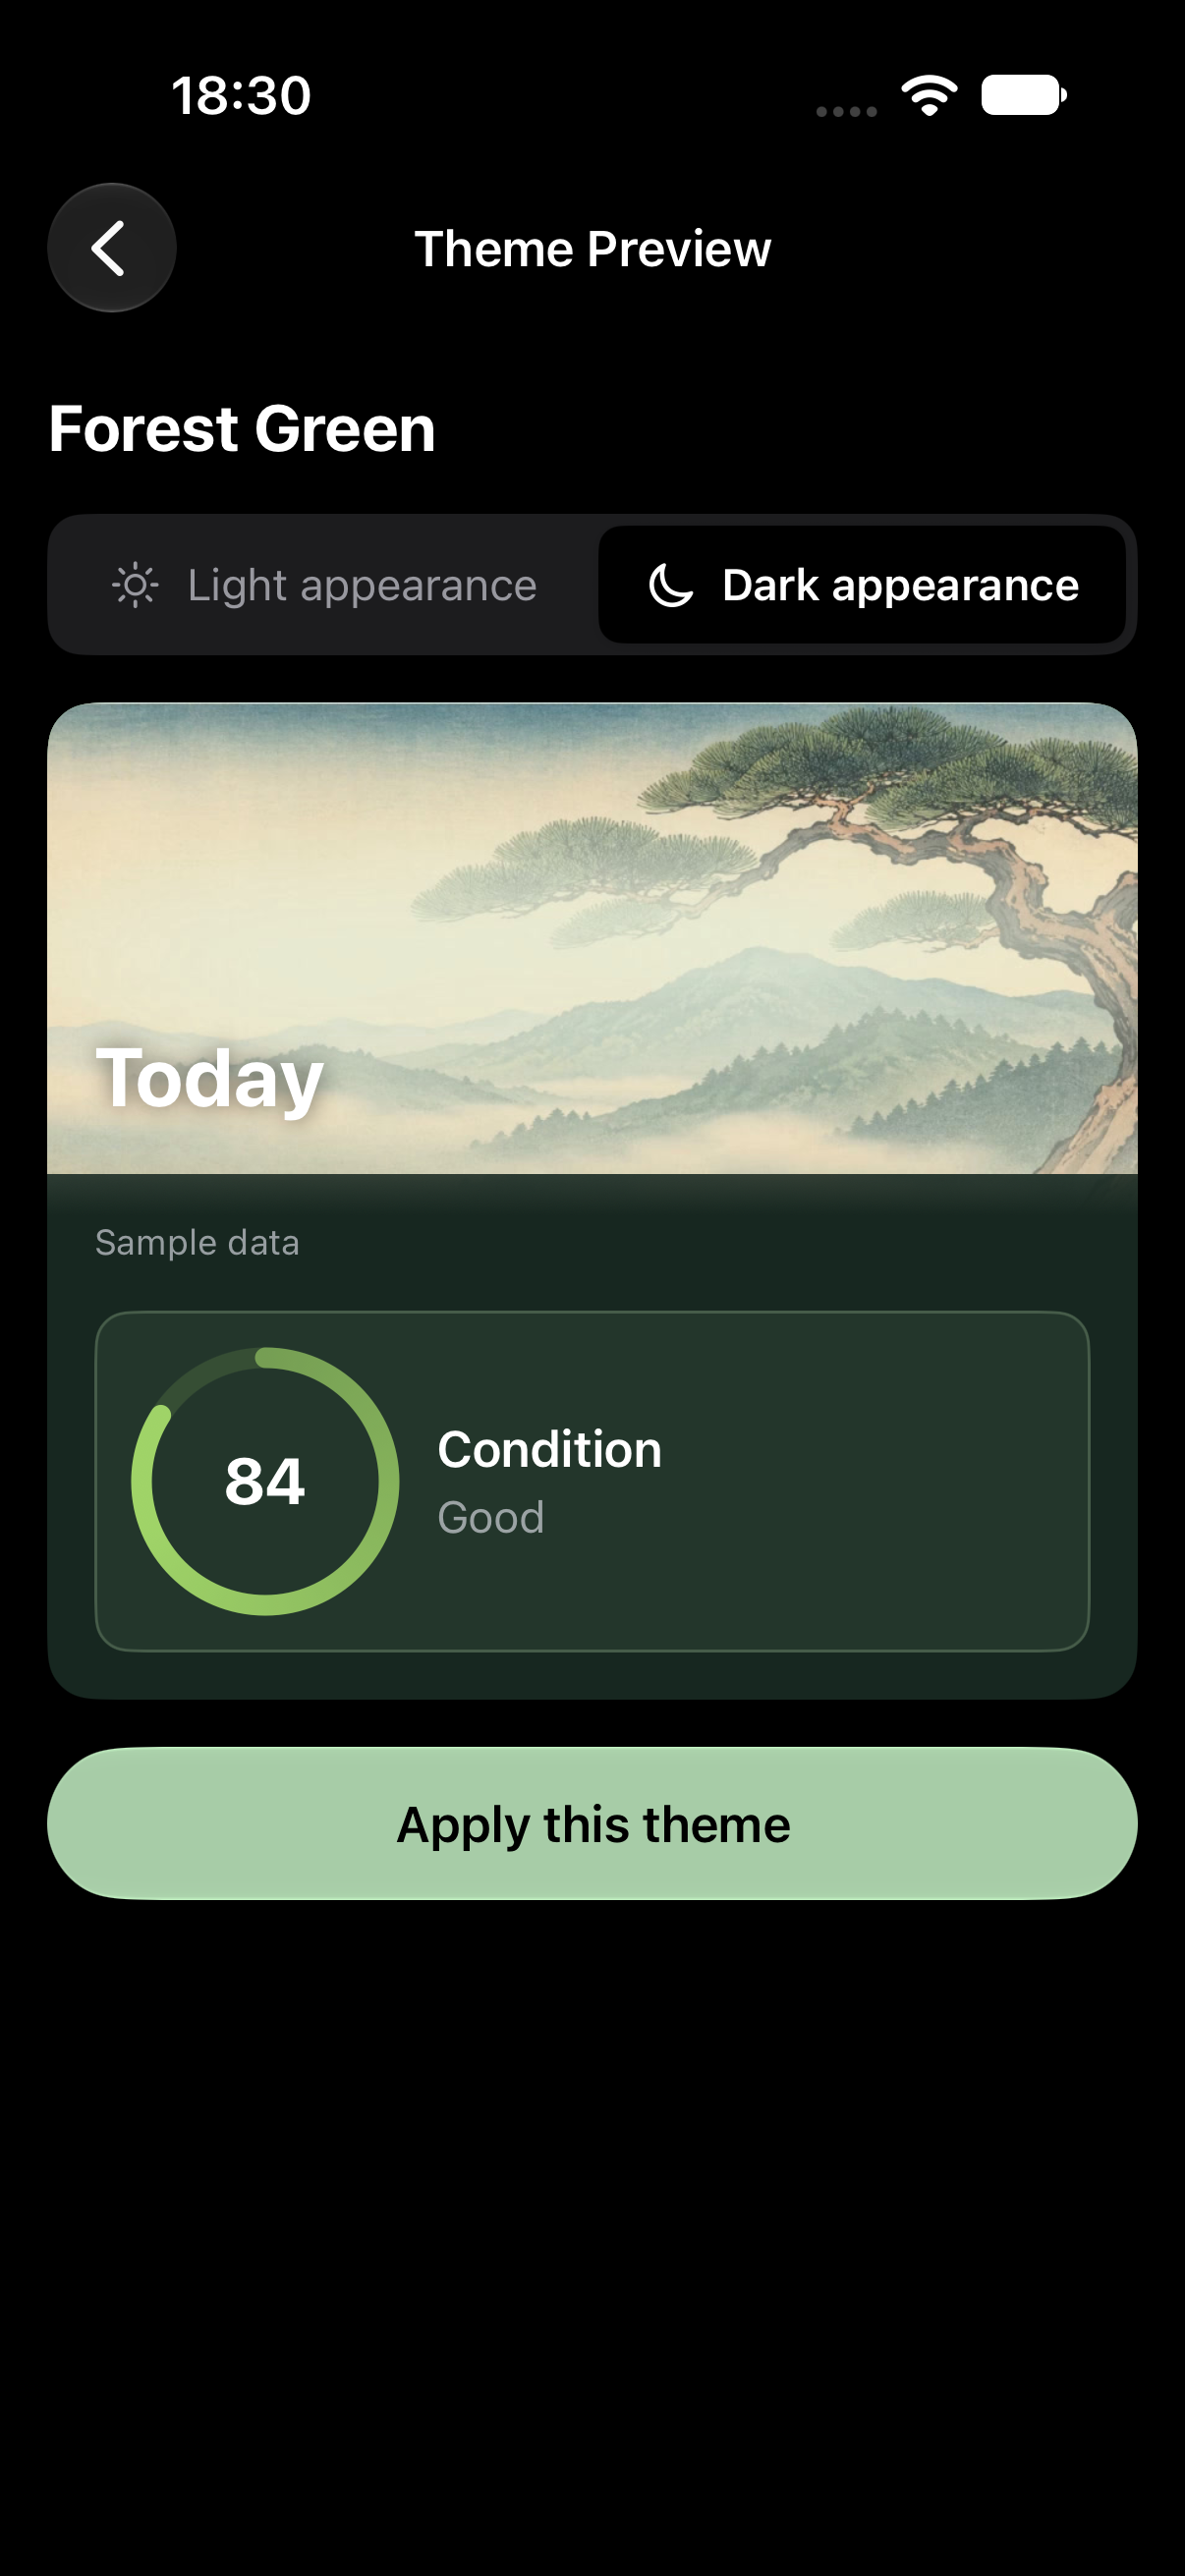 18:30
Theme Preview
Forest Green
Light appearance
Dark appearance
Today
Sample data
84
Condition
Good
Apply this theme